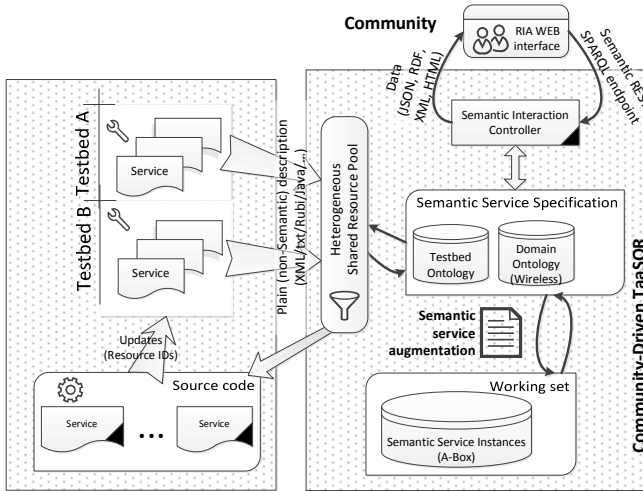 Community
RIA WEB
interface
Data
(JSON, RDF,
XML, HTML)
Semantic REST
SPARQL endpoint
Semantic Interaction
Controller
Testbed A
Service
Testbed B
Service
Plain (non-Semantic) description
(XML/txt/Rubi/Java/…)
Heterogeneous
Shared Resource Pool
Semantic Service Specification
Testbed
Ontology
Domain
Ontology
(Wireless)
Updates
(Resource IDs)
Semantic
service
augmentation
Source code
Service
...
Service
Working set
Semantic Service Instances
(A-Box)
Community-Driven TaaSOR